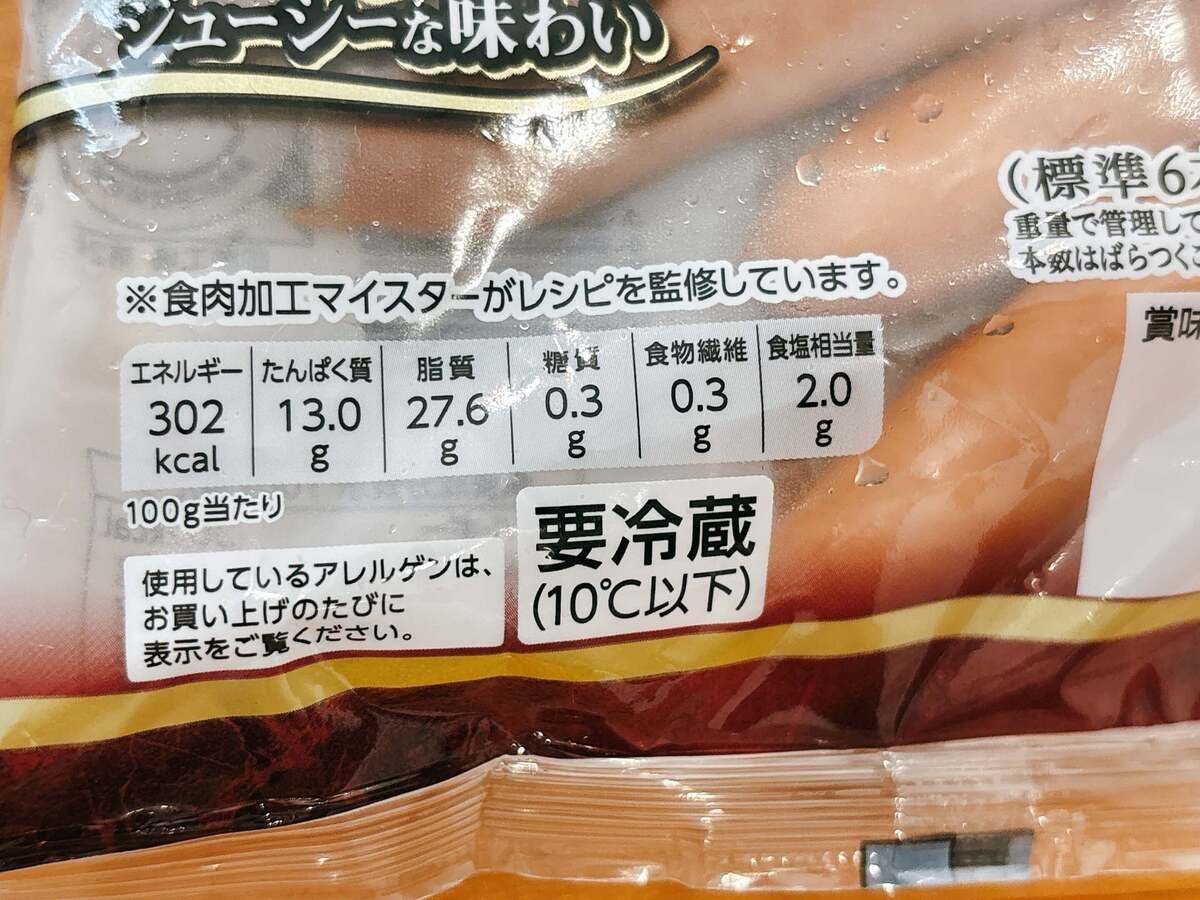 ジューシーな味わい
(標準6
重量で管理して
本数はばらつくこ
※食肉加工マイスターがレシピを監修しています。
賞味
エネルギー たんぱく質 脂質 糖質 食物繊維 食塩相当量
302 13.0 27.6 0.3 0.3 2.0
kcal g g g g g
100g当たり
要冷蔵
(10℃以下)
使用しているアレルゲンは、
お買い上げのたびに
表示をご覧ください。